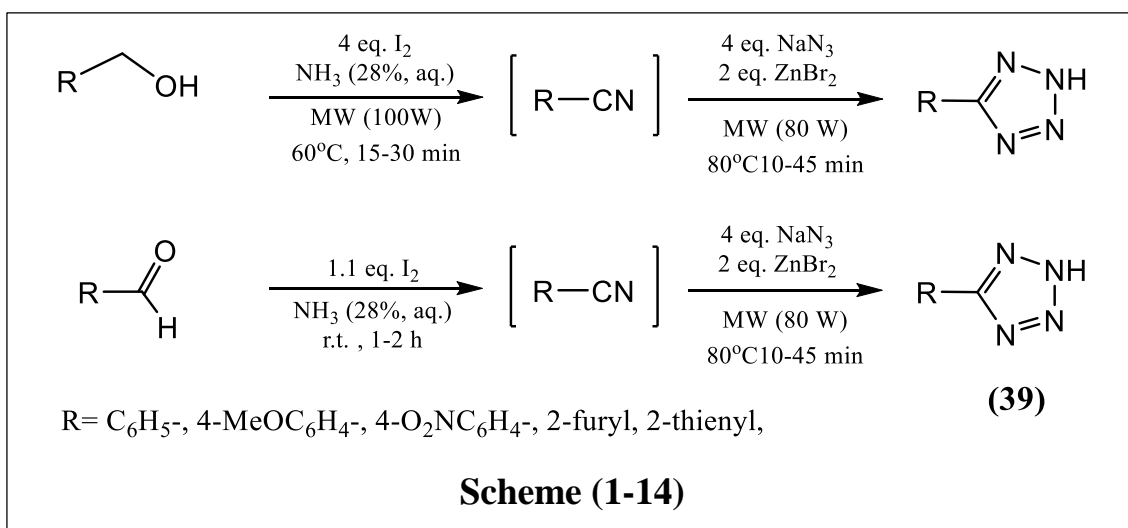 4 eq. I2
NH3 (28%, aq.)
MW (100W)
60°C, 15-30 min
4 eq. NaN3
2 eq. ZnBr2
MW (80 W)
80°C10-45 min
R
OH
R—CN
R
N
NH
N
N
1.1 eq. I2
NH3 (28%, aq.)
r.t. , 1-2 h
4 eq. NaN3
2 eq. ZnBr2
MW (80 W)
80°C10-45 min
R
O
H
R—CN
R
N
NH
N
N
(39)
R= C6H5-, 4-MeOC6H4-, 4-O2NC6H4-, 2-furyl, 2-thienyl,
Scheme (1-14)